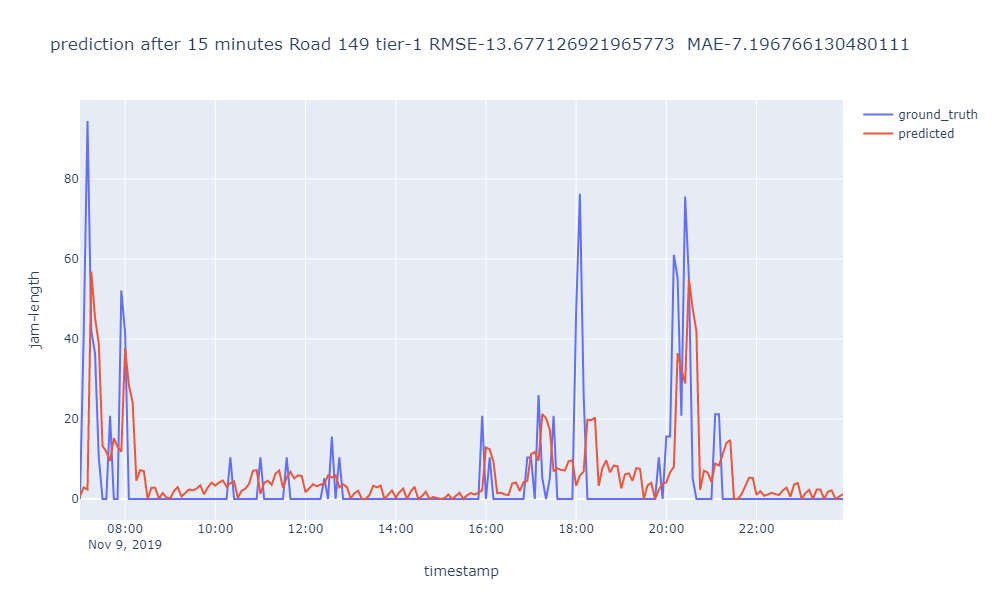 prediction after 15 minutes Road 149 tier-1 RMSE-13.677126921965773  MAE-7.196766130480111
ground_truth
predicted
80
60
40
20
0
jam-length
08:00 10:00 12:00 14:00 16:00 18:00 20:00 22:00
Nov 9, 2019
timestamp